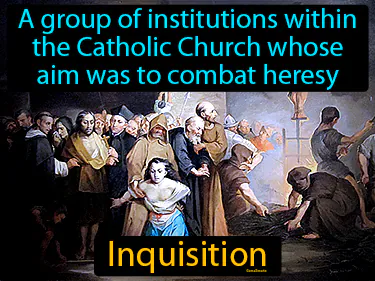 A group of institutions within
the Catholic Church whose
aim was to combat heresy
Inquisition